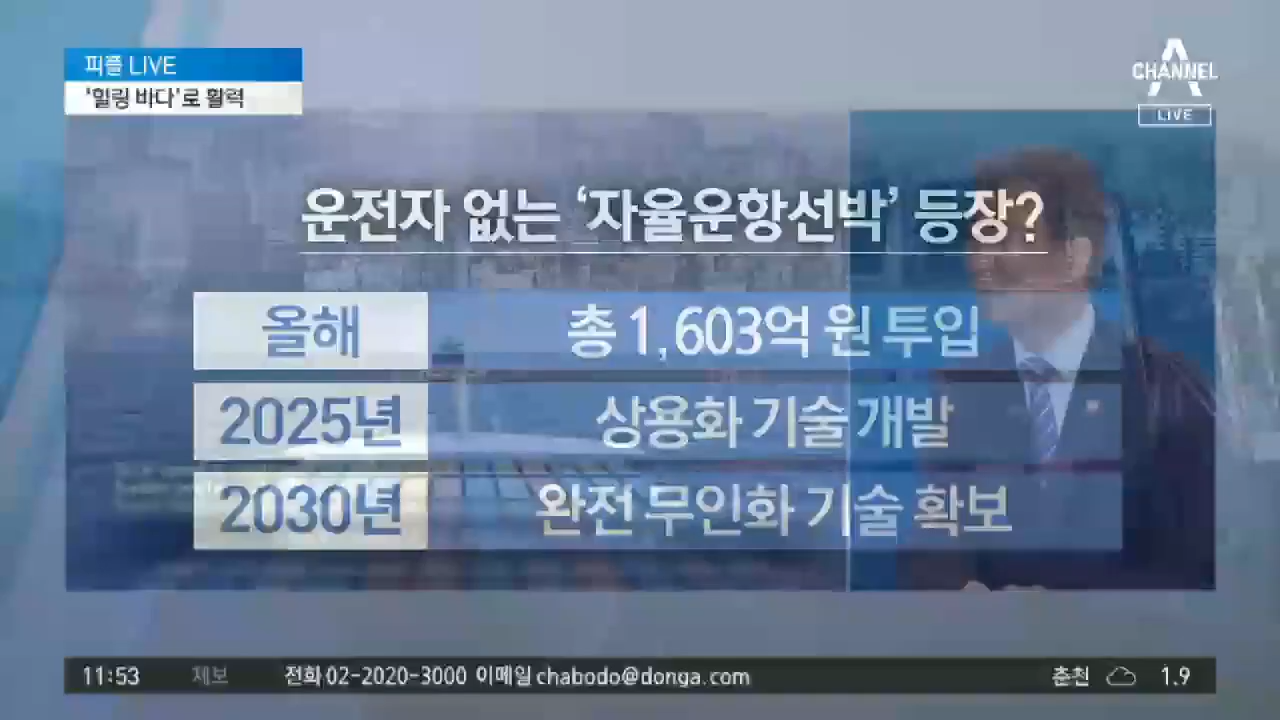 피플 LIVE
'힐링 바다'로 활력
CHANNEL A
LIVE
운전자 없는 ‘자율운항선박’ 등장?
올해 총 1,603억 원 투입
2025년 상용화 기술 개발
2030년 완전 무인화 기술 확보
11:53 제보 전화 02-2020-3000 이메일 chabodo@donga.com 춘천 1.9